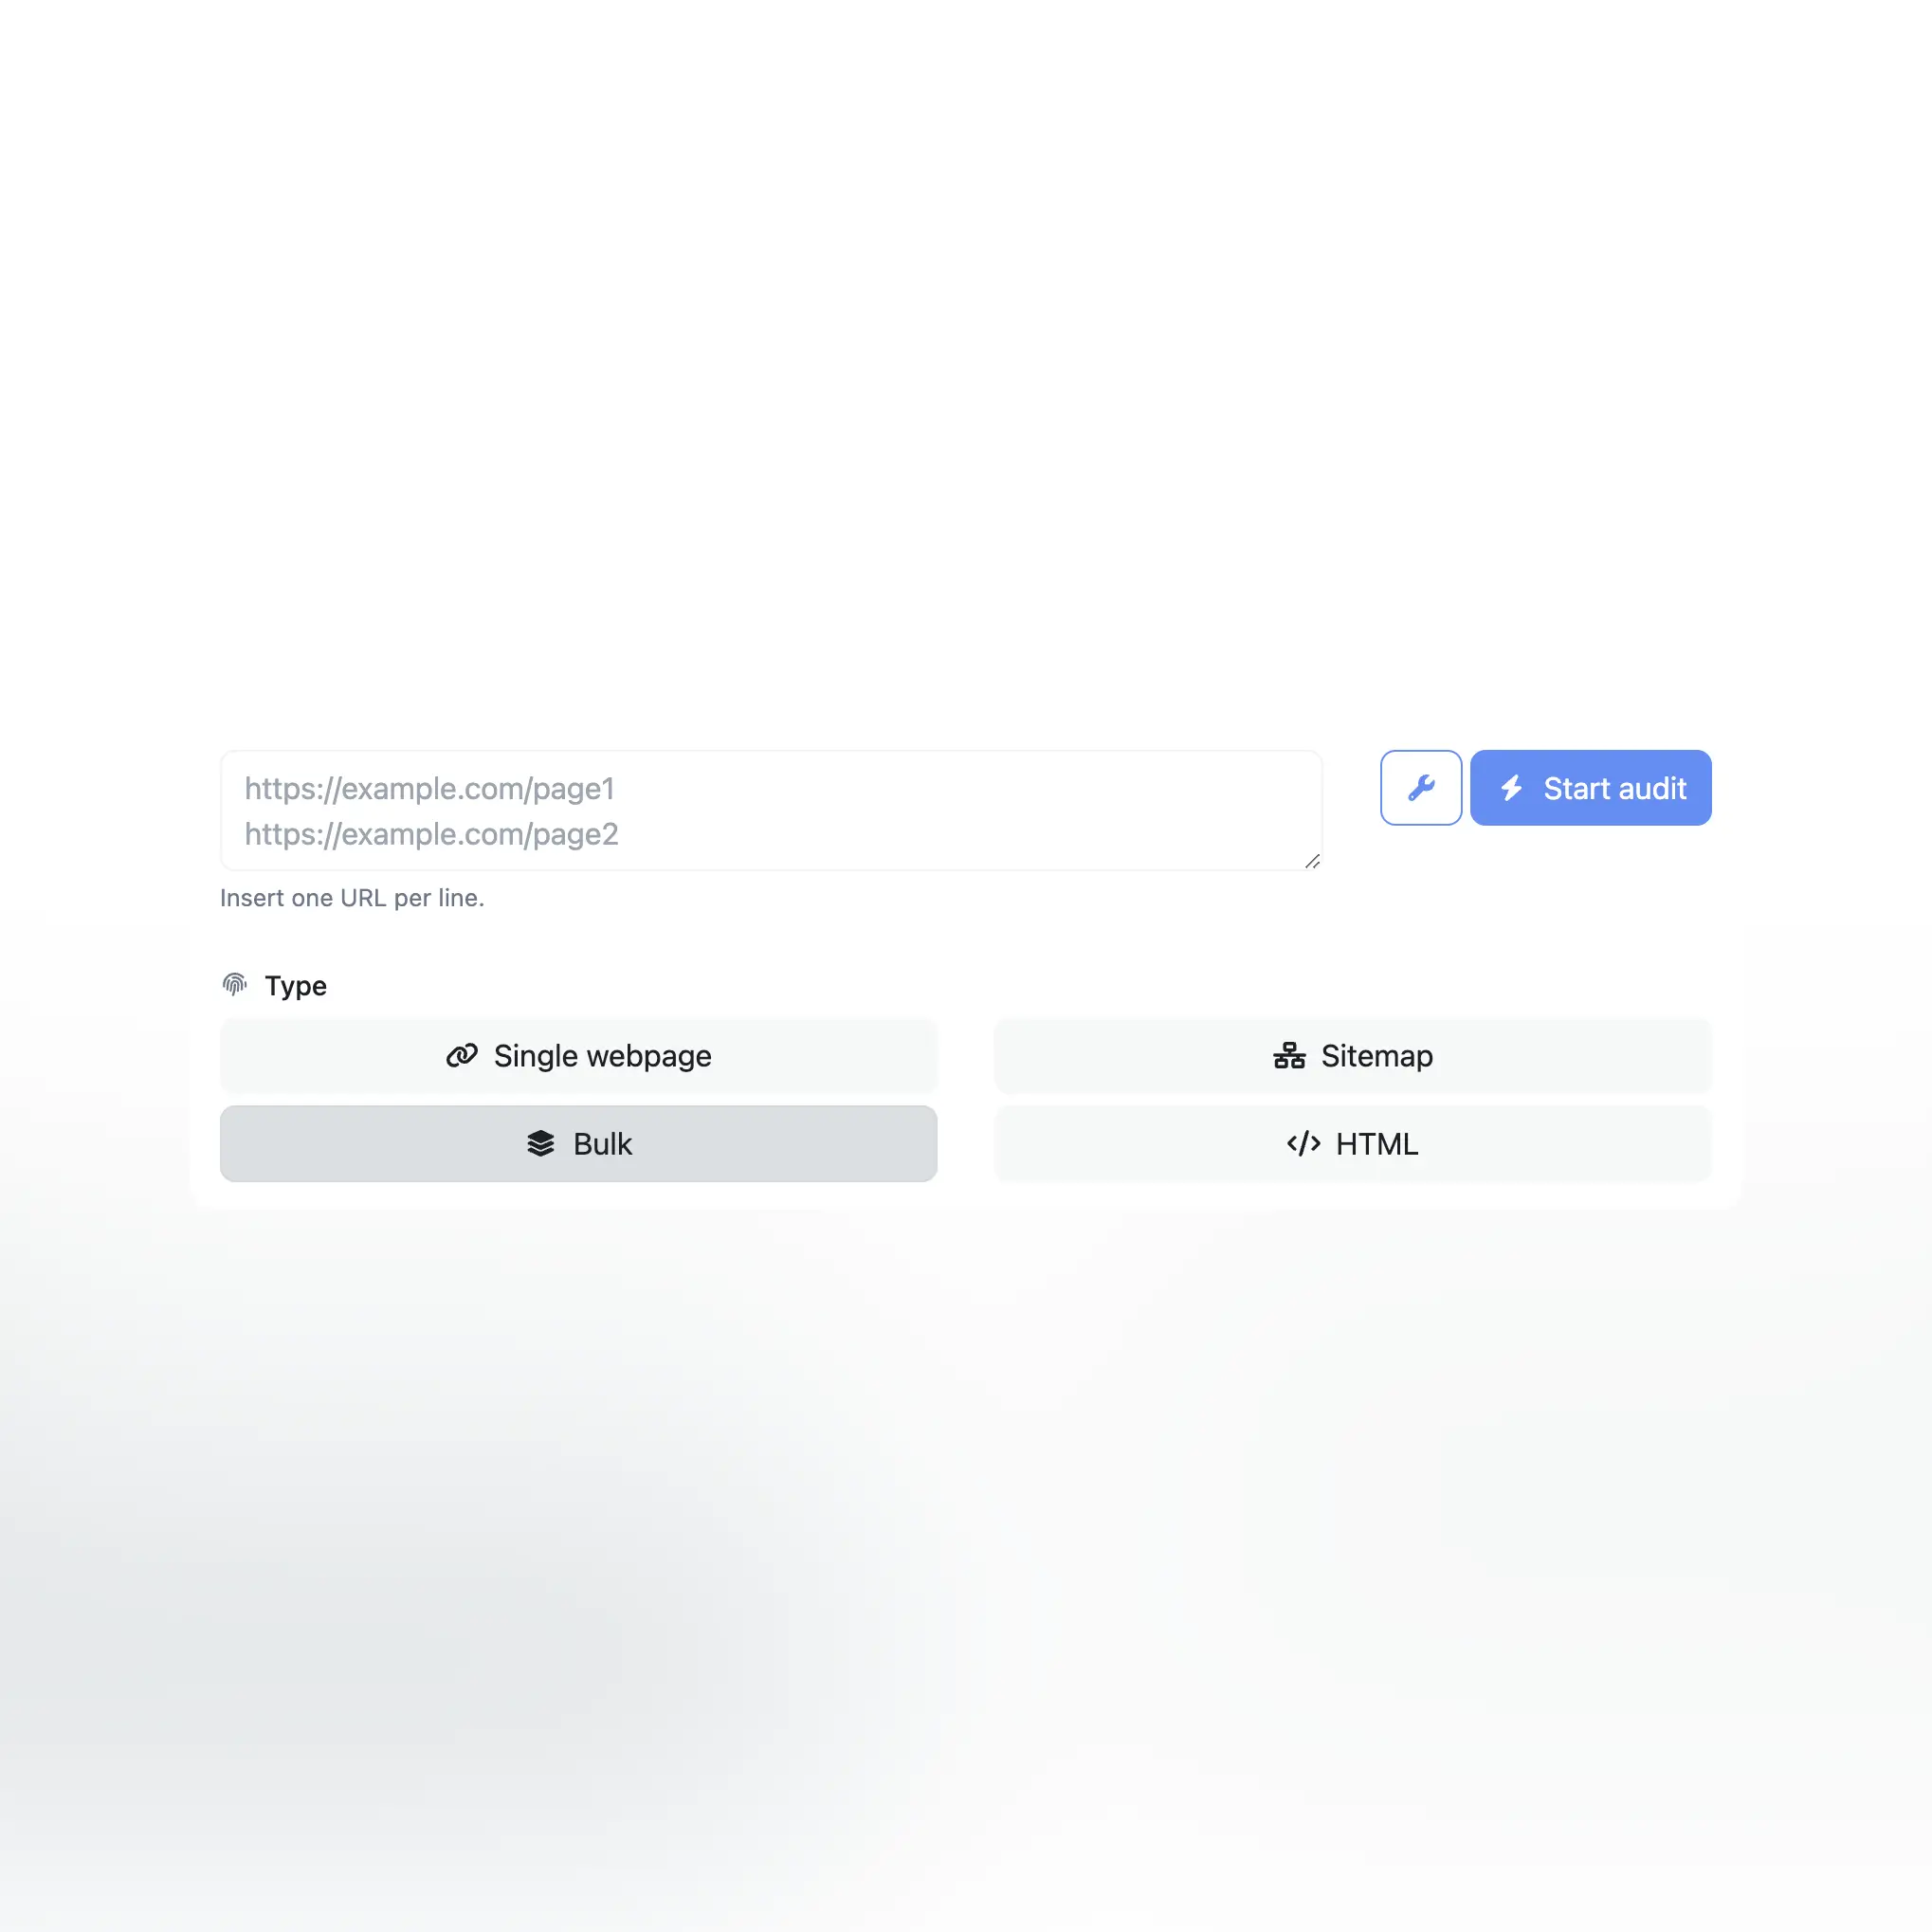 https://example.com/page1
https://example.com/page2
Start audit
Insert one URL per line.
Type
Single webpage
Sitemap
Bulk
HTML